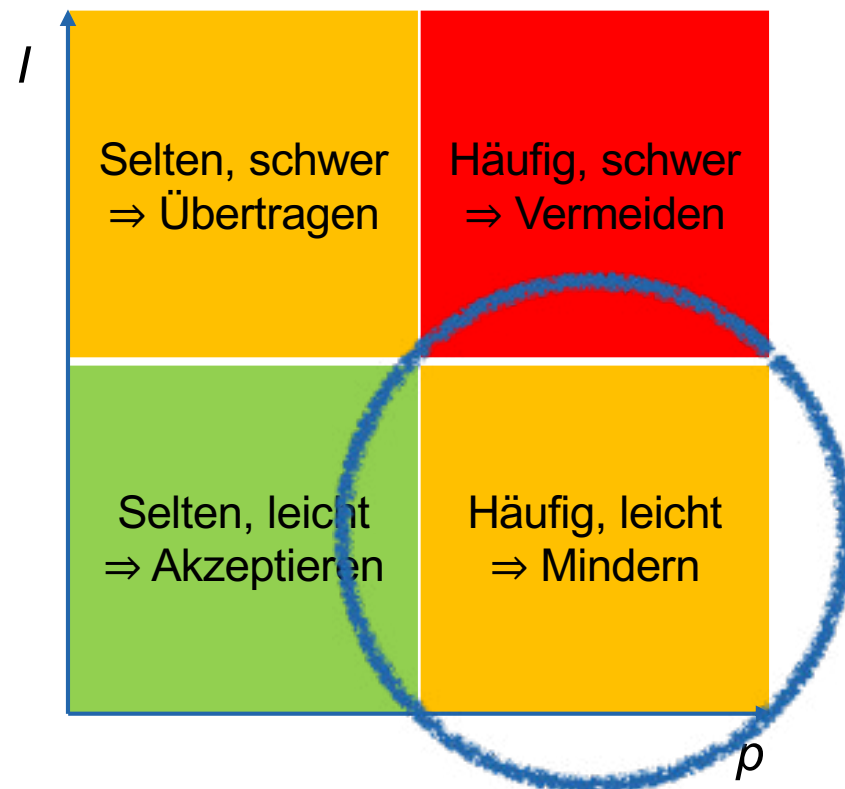 I
Selten, schwer
⇒ Übertragen
Häufig, schwer
⇒ Vermeiden
Selten, leicht
⇒ Akzeptieren
Häufig, leicht
⇒ Mindern
p